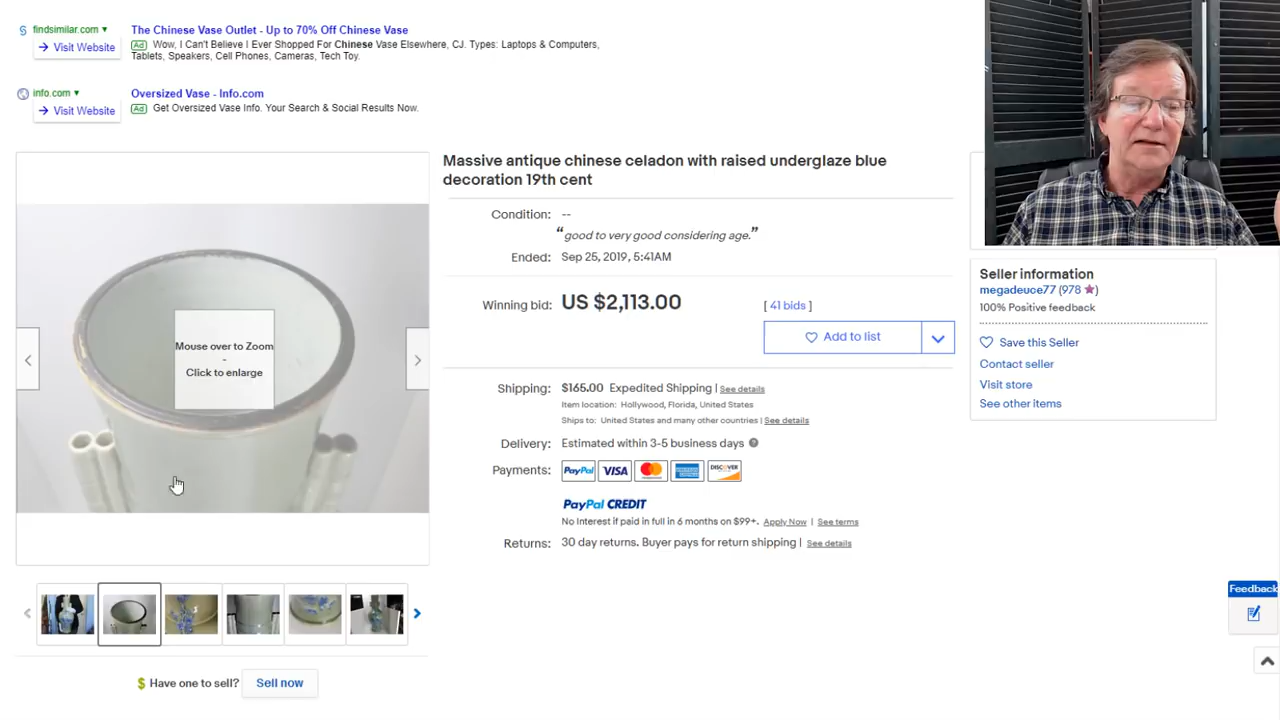 findsimilar.com
Visit Website
The Chinese Vase Outlet - Up to 70% Off Chinese Vase
Ad Wow, I Can't Believe I Ever Shopped For Chinese Vase Elsewhere, CJ. Types: Laptops & Computers,
Tablets, Speakers, Cell Phones, Cameras, Tech Toy.
info.com
Visit Website
Oversized Vase - Info.com
Ad Get Oversized Vase Info. Your Search & Social Results Now.
Mouse over to Zoom
-
Click to enlarge
Massive antique chinese celadon with raised underglaze blue
decoration 19th cent
Condition: --
“good to very good considering age.”
Ended: Sep 25, 2019, 5:41AM
Winning bid: US $2,113.00 [ 41 bids ]
Add to list
Shipping: $165.00 Expedited Shipping | See details
Item location: Hollywood, Florida, United States
Ships to: United States and many other countries | See details
Delivery: Estimated within 3-5 business days ?
Payments: PayPal VISA MasterCard AMERICAN EXPRESS DISCOVER
PayPal CREDIT
No Interest if paid in full in 6 months on $99+. Apply Now | See terms
Returns: 30 day returns. Buyer pays for return shipping | See details
Seller information
megadeuce77 (978 ★)
100% Positive feedback
Save this Seller
Contact seller
Visit store
See other items
$ Have one to sell? Sell now
Feedback